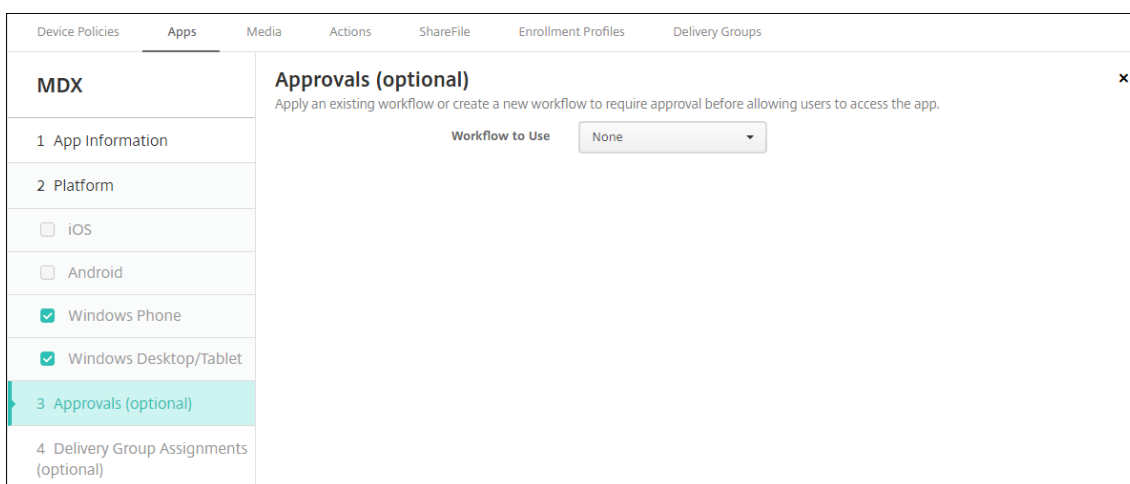 Device Policies Apps Media Actions ShareFile Enrollment Profiles Delivery Groups
MDX
1 App Information
2 Platform
iOS
Android
Windows Phone
Windows Desktop/Tablet
3 Approvals (optional)
4 Delivery Group Assignments
(optional)
Approvals (optional)
Apply an existing workflow or create a new workflow to require approval before allowing users to access the app.
Workflow to Use None